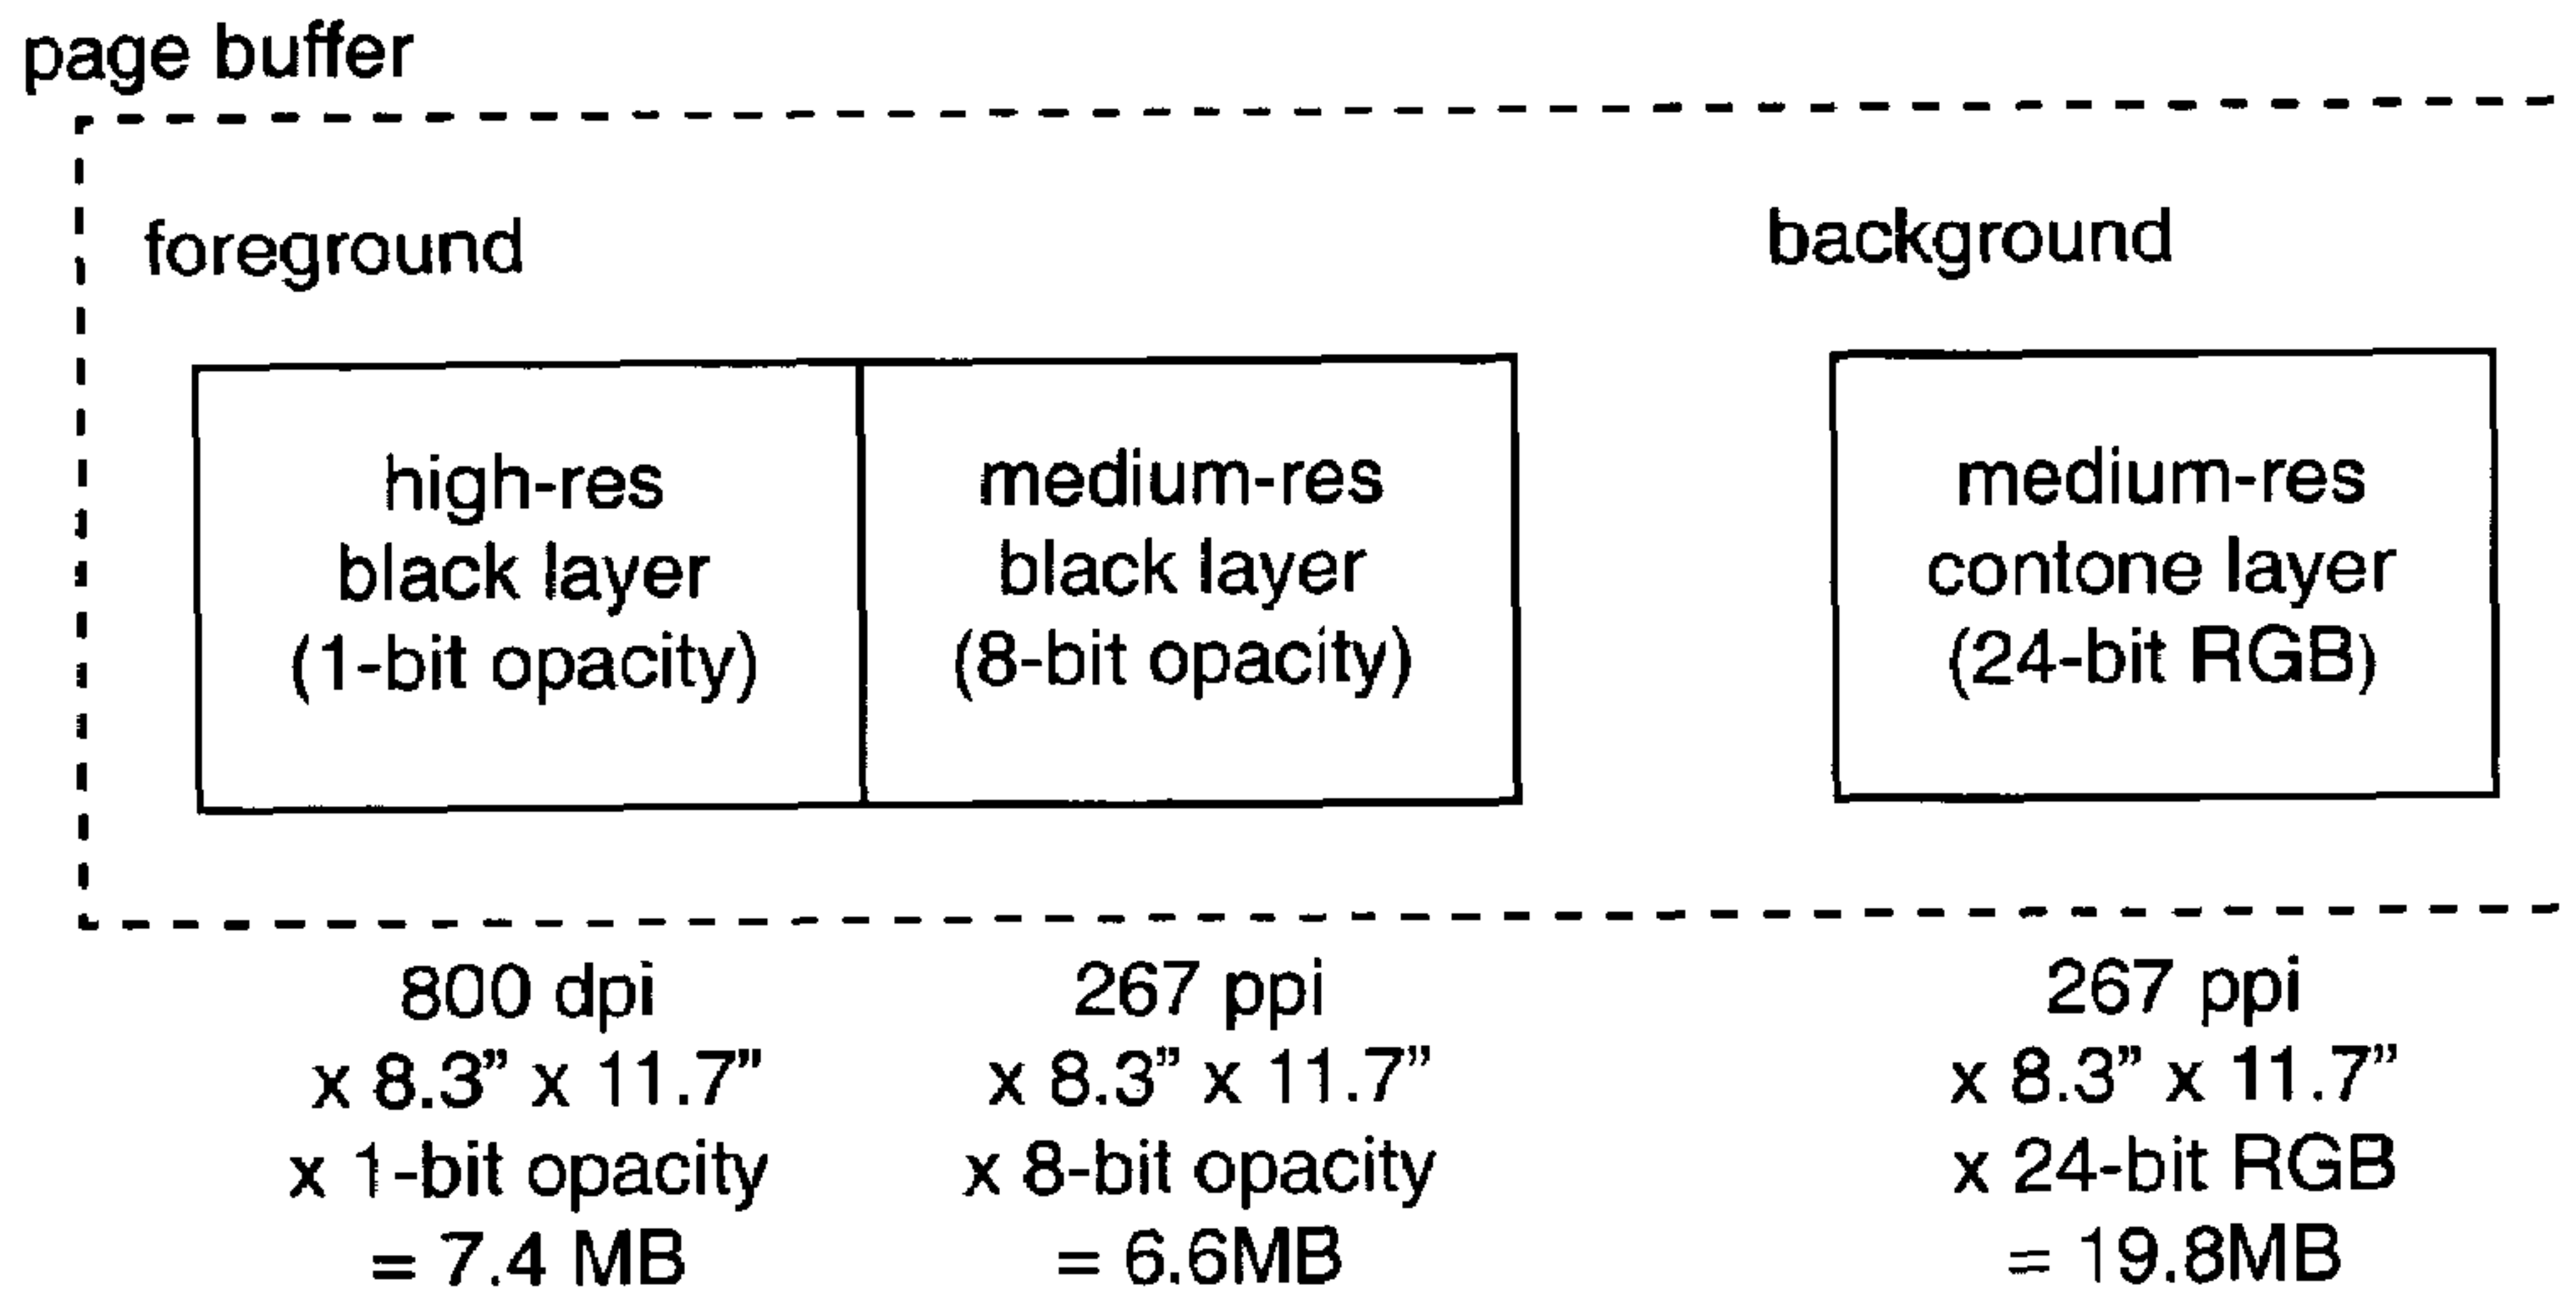 page buffer
foreground
background
high-res
black layer
(1-bit opacity)
medium-res
black layer
(8-bit opacity)
medium-res
contone layer
(24-bit RGB)
800 dpi
x 8.3” x 11.7”
x 1-bit opacity
= 7.4 MB
267 ppi
x 8.3” x 11.7”
x 8-bit opacity
= 6.6MB
267 ppi
x 8.3” x 11.7”
x 24-bit RGB
= 19.8MB